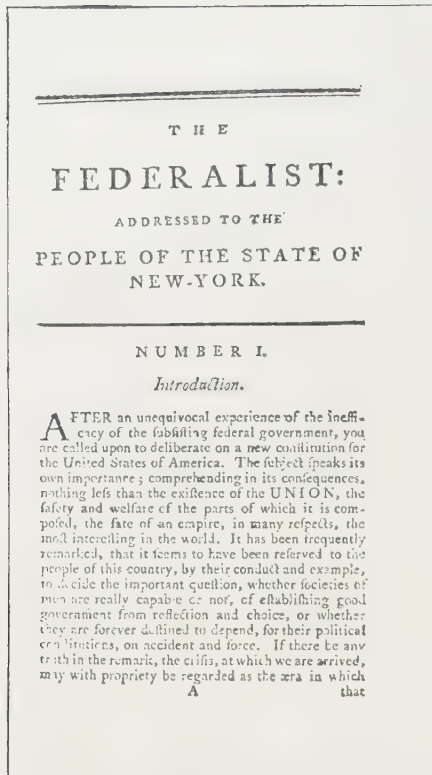 THE
FEDERALIST:
ADDRESSED TO THE
PEOPLE OF THE STATE OF
NEW-YORK.
NUMBER I.
Introduction.
AFTER an unequivocal experience of the ineffi-
cacy of the ſubſiſting federal government, you
are called upon to deliberate on a new conſtitution for
the United States of America. The ſubject ſpeaks its
own importance; comprehending in its conſequences,
nothing leſs than the exiſtence of the UNION, the
ſafety and welfare of the parts of which it is com-
poſed, the fate of an empire, in many reſpects, the
moſt intereſting in the world. It has been frequently
remarked, that it ſeems to have been reſerved to the
people of this country, by their conduct and example,
to decide the important queſtion, whether ſocieties of
men are really capable or not, of eſtabliſhing good
government from reflection and choice, or whether
they are forever deſtined to depend, for their political
conſtitutions, on accident and force. If there be any
truth in the remark, the criſis, at which we are arrived,
may with propriety be regarded as the æra in which
A that